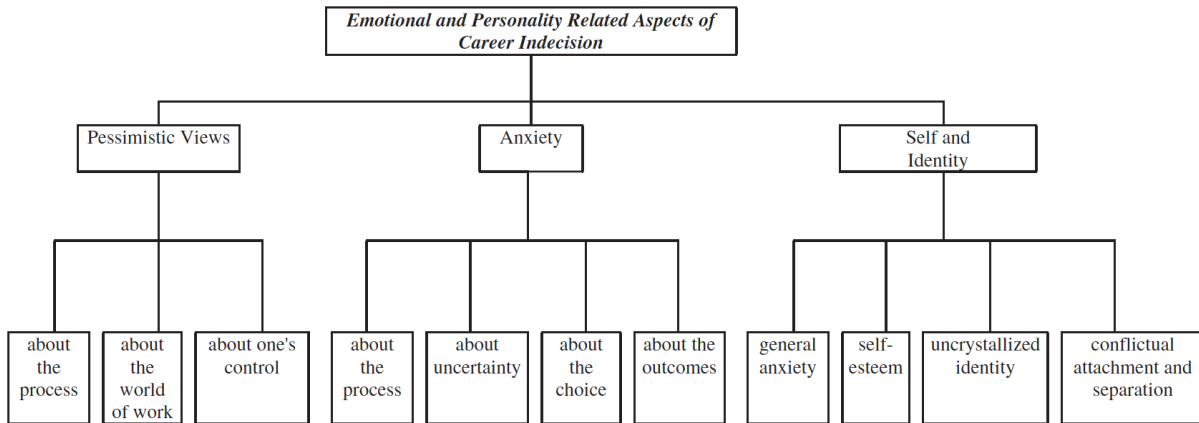 Emotional and Personality Related Aspects of
Career Indecision
Pessimistic Views
Anxiety
Self and
Identity
about
the
process
about
the
world
of work
about one's
control
about
the
process
about
uncertainty
about
the
choice
about the
outcomes
general
anxiety
self-
esteem
uncrystallized
identity
conflictual
attachment and
separation